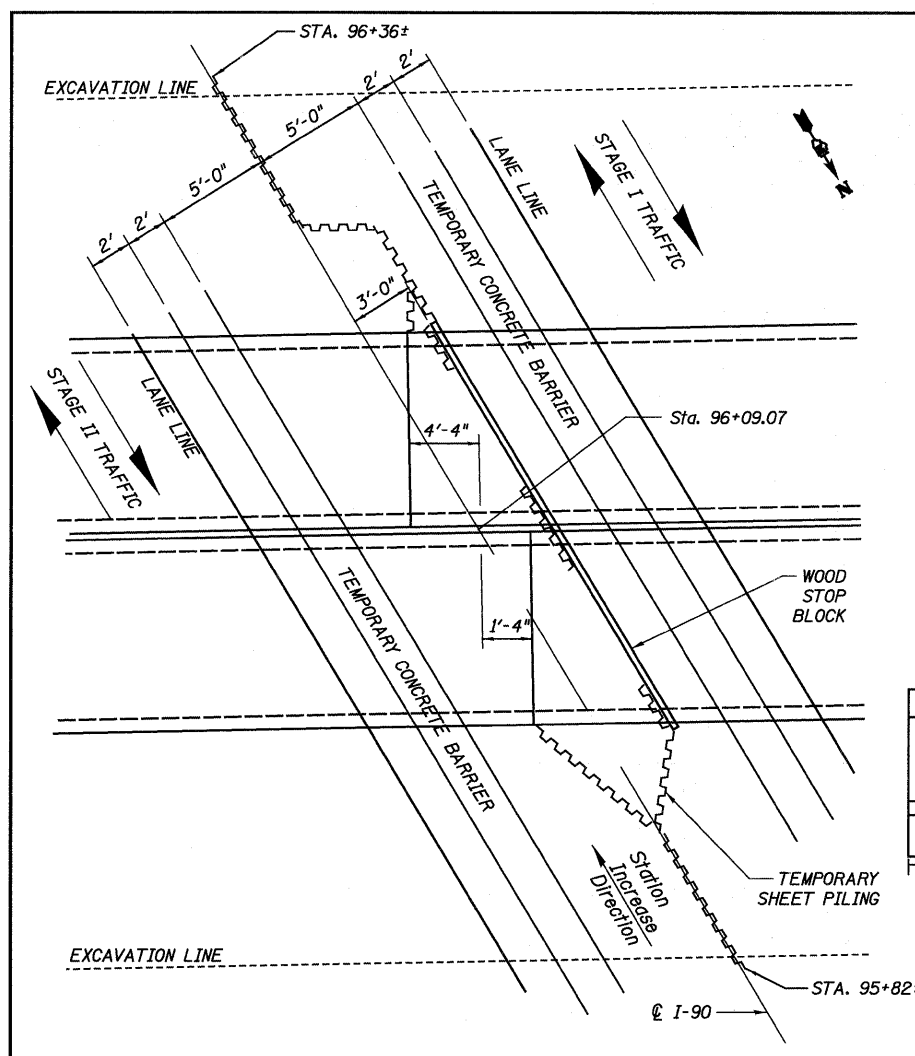 STA. 96+36±
EXCAVATION LINE
2'
2'
5'-0"
5'-0"
2'
2'
LANE LINE
STAGE I TRAFFIC
N
TEMPORARY CONCRETE BARRIER
3'-0"
LANE LINE
STAGE II TRAFFIC
4'-4"
Sta. 96+09.07
TEMPORARY CONCRETE BARRIER
WOOD
STOP
BLOCK
1'-4"
Station
Increase
Direction
TEMPORARY
SHEET PILING
EXCAVATION LINE
STA. 95+82
℄ I-90